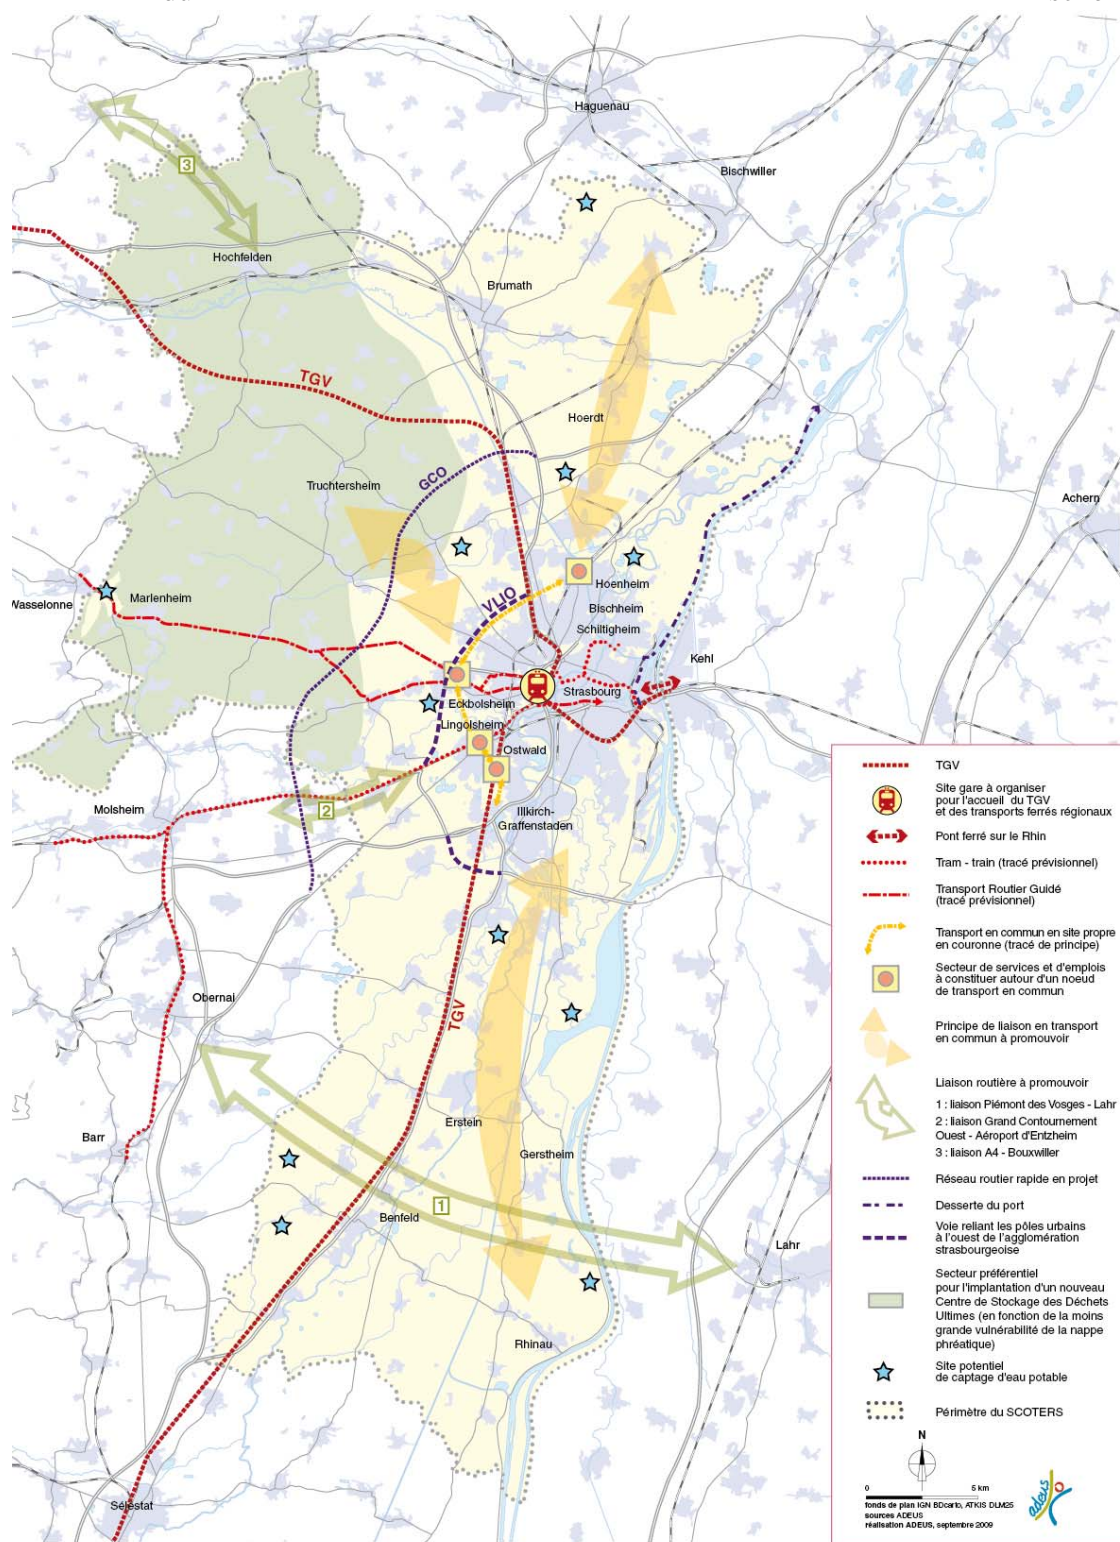 Haguenau
Bischwiller
3
Hochfelden
Brumath
TGV
Hoerdt
GCO
Truchtersheim
Achern
Wasselonne
Marlenheim
VLIO
Hoenheim
Bischheim
Schiltigheim
Kehl
Strasbourg
Eckbolsheim
Lingolsheim
Ostwald
Molsheim
2
Illkirch-
Graffenstaden
Obernai
TGV
Barr
Erstein
Gerstheim
1
Benfeld
Lahr
Rhinau
Sélestat
TGV
Site gare à organiser
pour l'accueil du TGV
et des transports ferrés régionaux
Pont ferré sur le Rhin
Tram - train (tracé prévisionnel)
Transport Routier Guidé
(tracé prévisionnel)
Transport en commun en site propre
en couronne (tracé de principe)
Secteur de services et d'emplois
à constituer autour d'un noeud
de transport en commun
Principe de liaison en transport
en commun à promouvoir
Liaison routière à promouvoir
1 : liaison Piémont des Vosges - Lahr
2 : liaison Grand Contournement
Ouest - Aéroport d'Entzheim
3 : liaison A4 - Bouxwiller
Réseau routier rapide en projet
Desserte du port
Voie reliant les pôles urbains
à l'ouest de l'agglomération
strasbourgeoise
Secteur préférentiel
pour l'implantation d'un nouveau
Centre de Stockage des Déchets
Ultimes (en fonction de la moins
grande vulnérabilité de la nappe
phréatique)
Site potentiel
de captage d'eau potable
Périmètre du SCOTERS
N
0 5 km
fonds de plan IGN BDcarto, ATKIS DLM25
sources ADEUS
réalisation ADEUS, septembre 2009
adeus